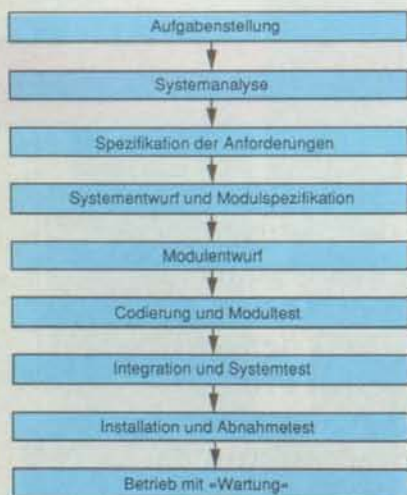 Aufgabenstellung
Systemanalyse
Spezifikation der Anforderungen
Systementwurf und Modulspezifikation
Modulentwurf
Codierung und Modultest
Integration und Systemtest
Installation und Abnahmetest
Betrieb mit «Wartung»